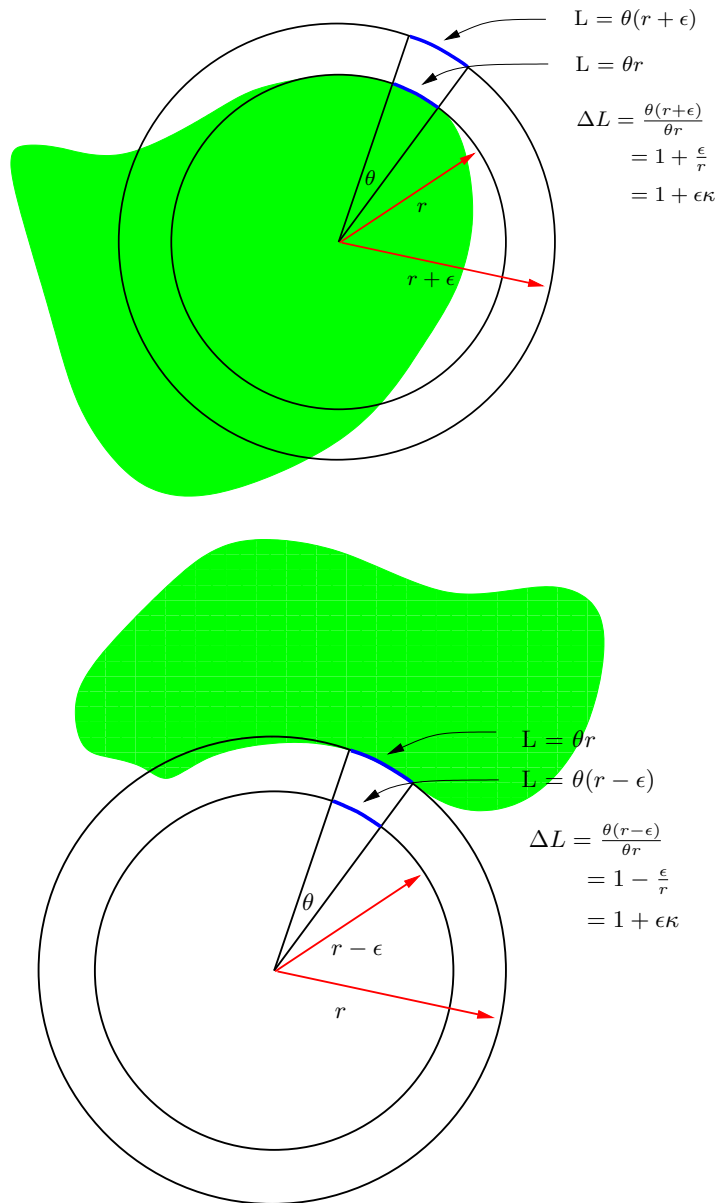 L = θ(r + ϵ)
L = θr
ΔL = θ(r+ϵ)/θr
= 1 + ϵ/r
= 1 + ϵκ
θ
r
r + ϵ
L = θr
L = θ(r − ϵ)
ΔL = θ(r−ϵ)/θr
= 1 − ϵ/r
= 1 + ϵκ
θ
r − ϵ
r